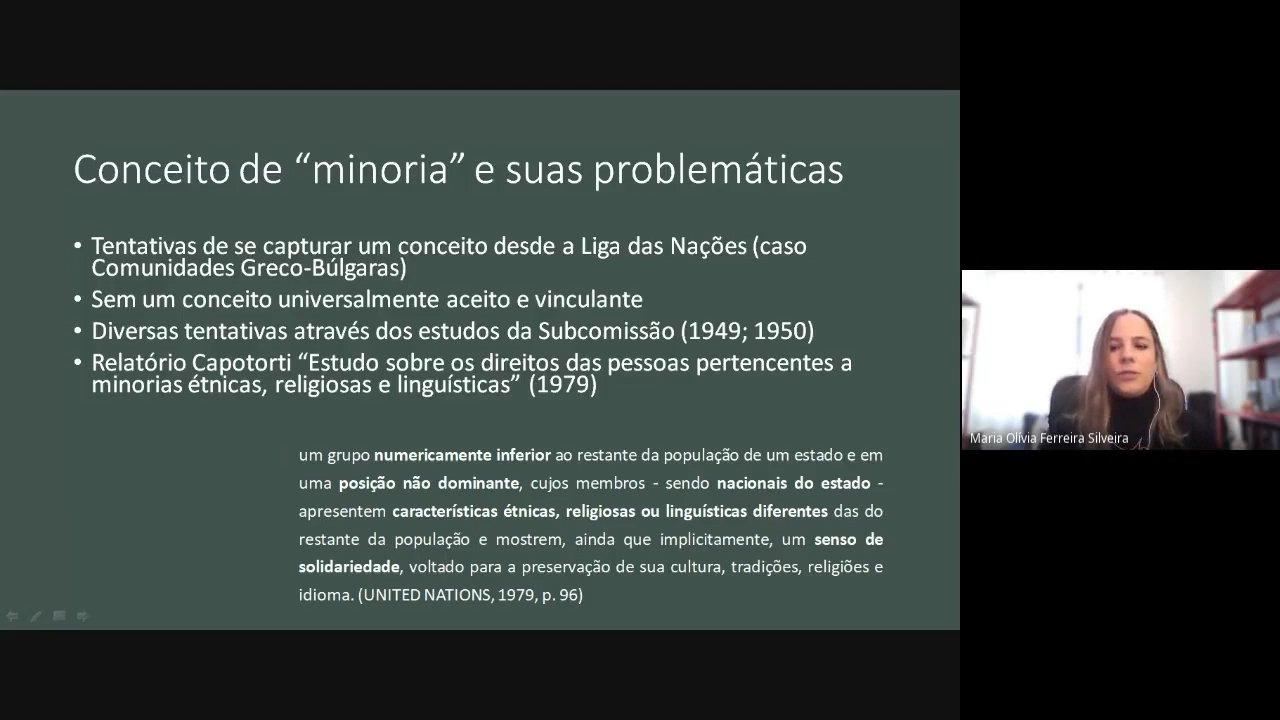 Conceito de “minoria” e suas problemáticas
• Tentativas de se capturar um conceito desde a Liga das Nações (caso
Comunidades Greco-Búlgaras)
• Sem um conceito universalmente aceito e vinculante
• Diversas tentativas através dos estudos da Subcomissão (1949; 1950)
• Relatório Capotorti “Estudo sobre os direitos das pessoas pertencentes a
minorias étnicas, religiosas e linguísticas” (1979)
um grupo numericamente inferior ao restante da população de um estado e em
uma posição não dominante, cujos membros - sendo nacionais do estado -
apresentem características étnicas, religiosas ou linguísticas diferentes das do
restante da população e mostrem, ainda que implicitamente, um senso de
solidariedade, voltado para a preservação de sua cultura, tradições, religiões e
idioma. (UNITED NATIONS, 1979, p. 96)
Maria Olívia Ferreira Silveira